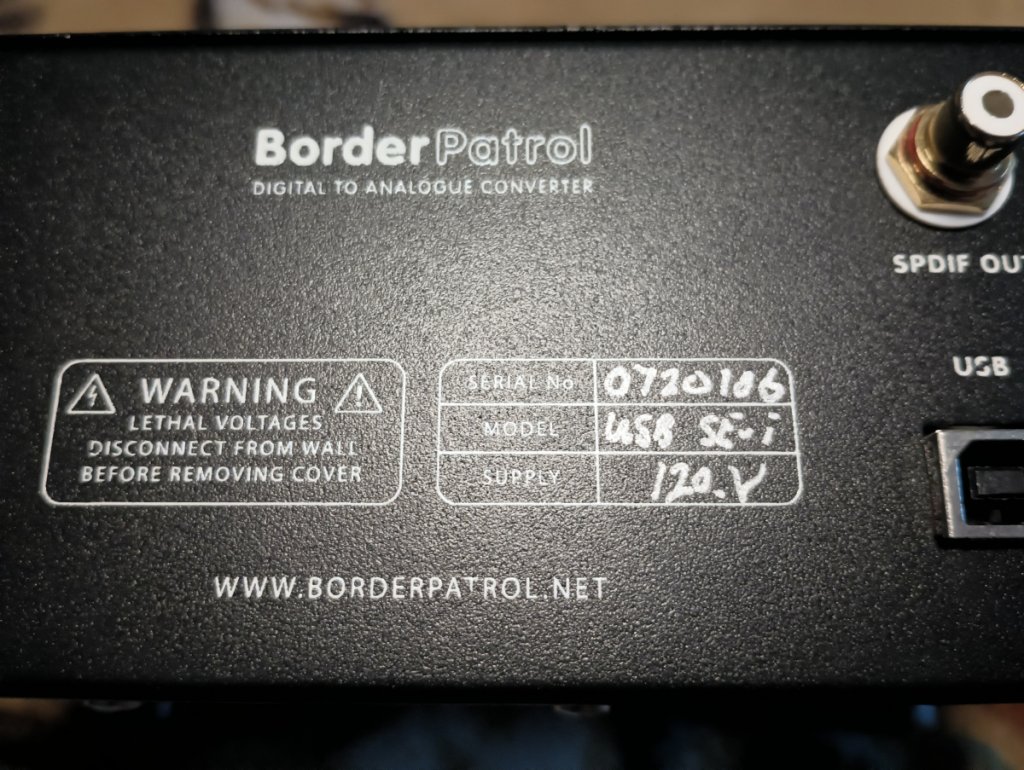 BorderPatrol
DIGITAL TO ANALOGUE CONVERTER
SPDIF OUT
USB
WARNING
LETHAL VOLTAGES
DISCONNECT FROM WALL
BEFORE REMOVING COVER
SERIAL No 0720106
MODEL USB SE-i
SUPPLY 120.V
WWW.BORDERPATROL.NET